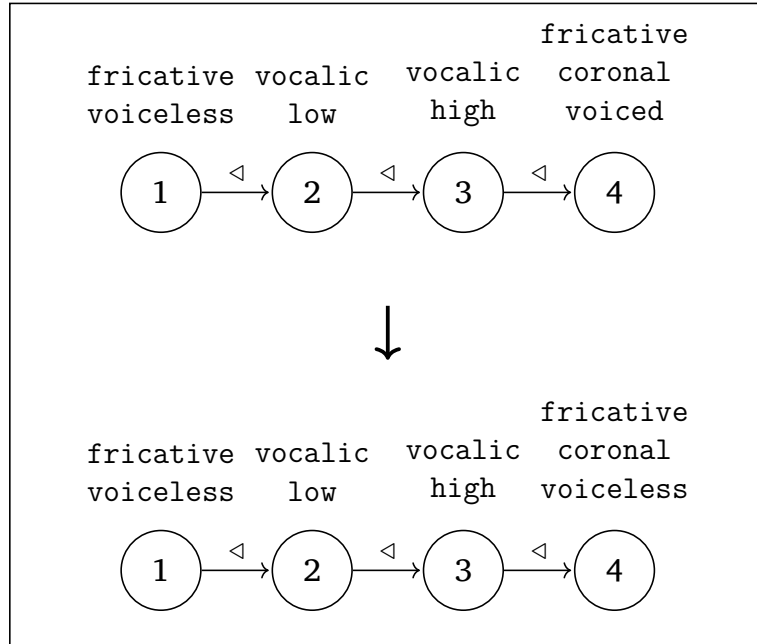 fricative
fricative vocalic vocalic coronal
voiceless low high voiced
◁ ◁ ◁
1 2 3 4
↓
fricative
fricative vocalic vocalic coronal
voiceless low high voiceless
◁ ◁ ◁
1 2 3 4